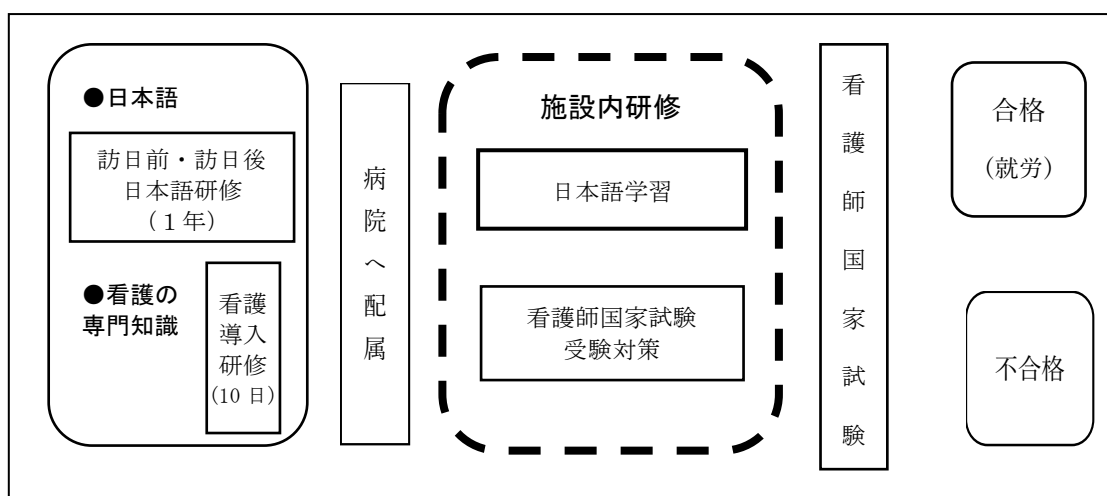 ●日本語
訪日前・訪日後
日本語研修
(１年)
●看護の
専門知識
看護
導入
研修
(10 日)
病院へ配属
施設内研修
日本語学習
看護師国家試験
受験対策
看護師国家試験
合格
(就労)
不合格